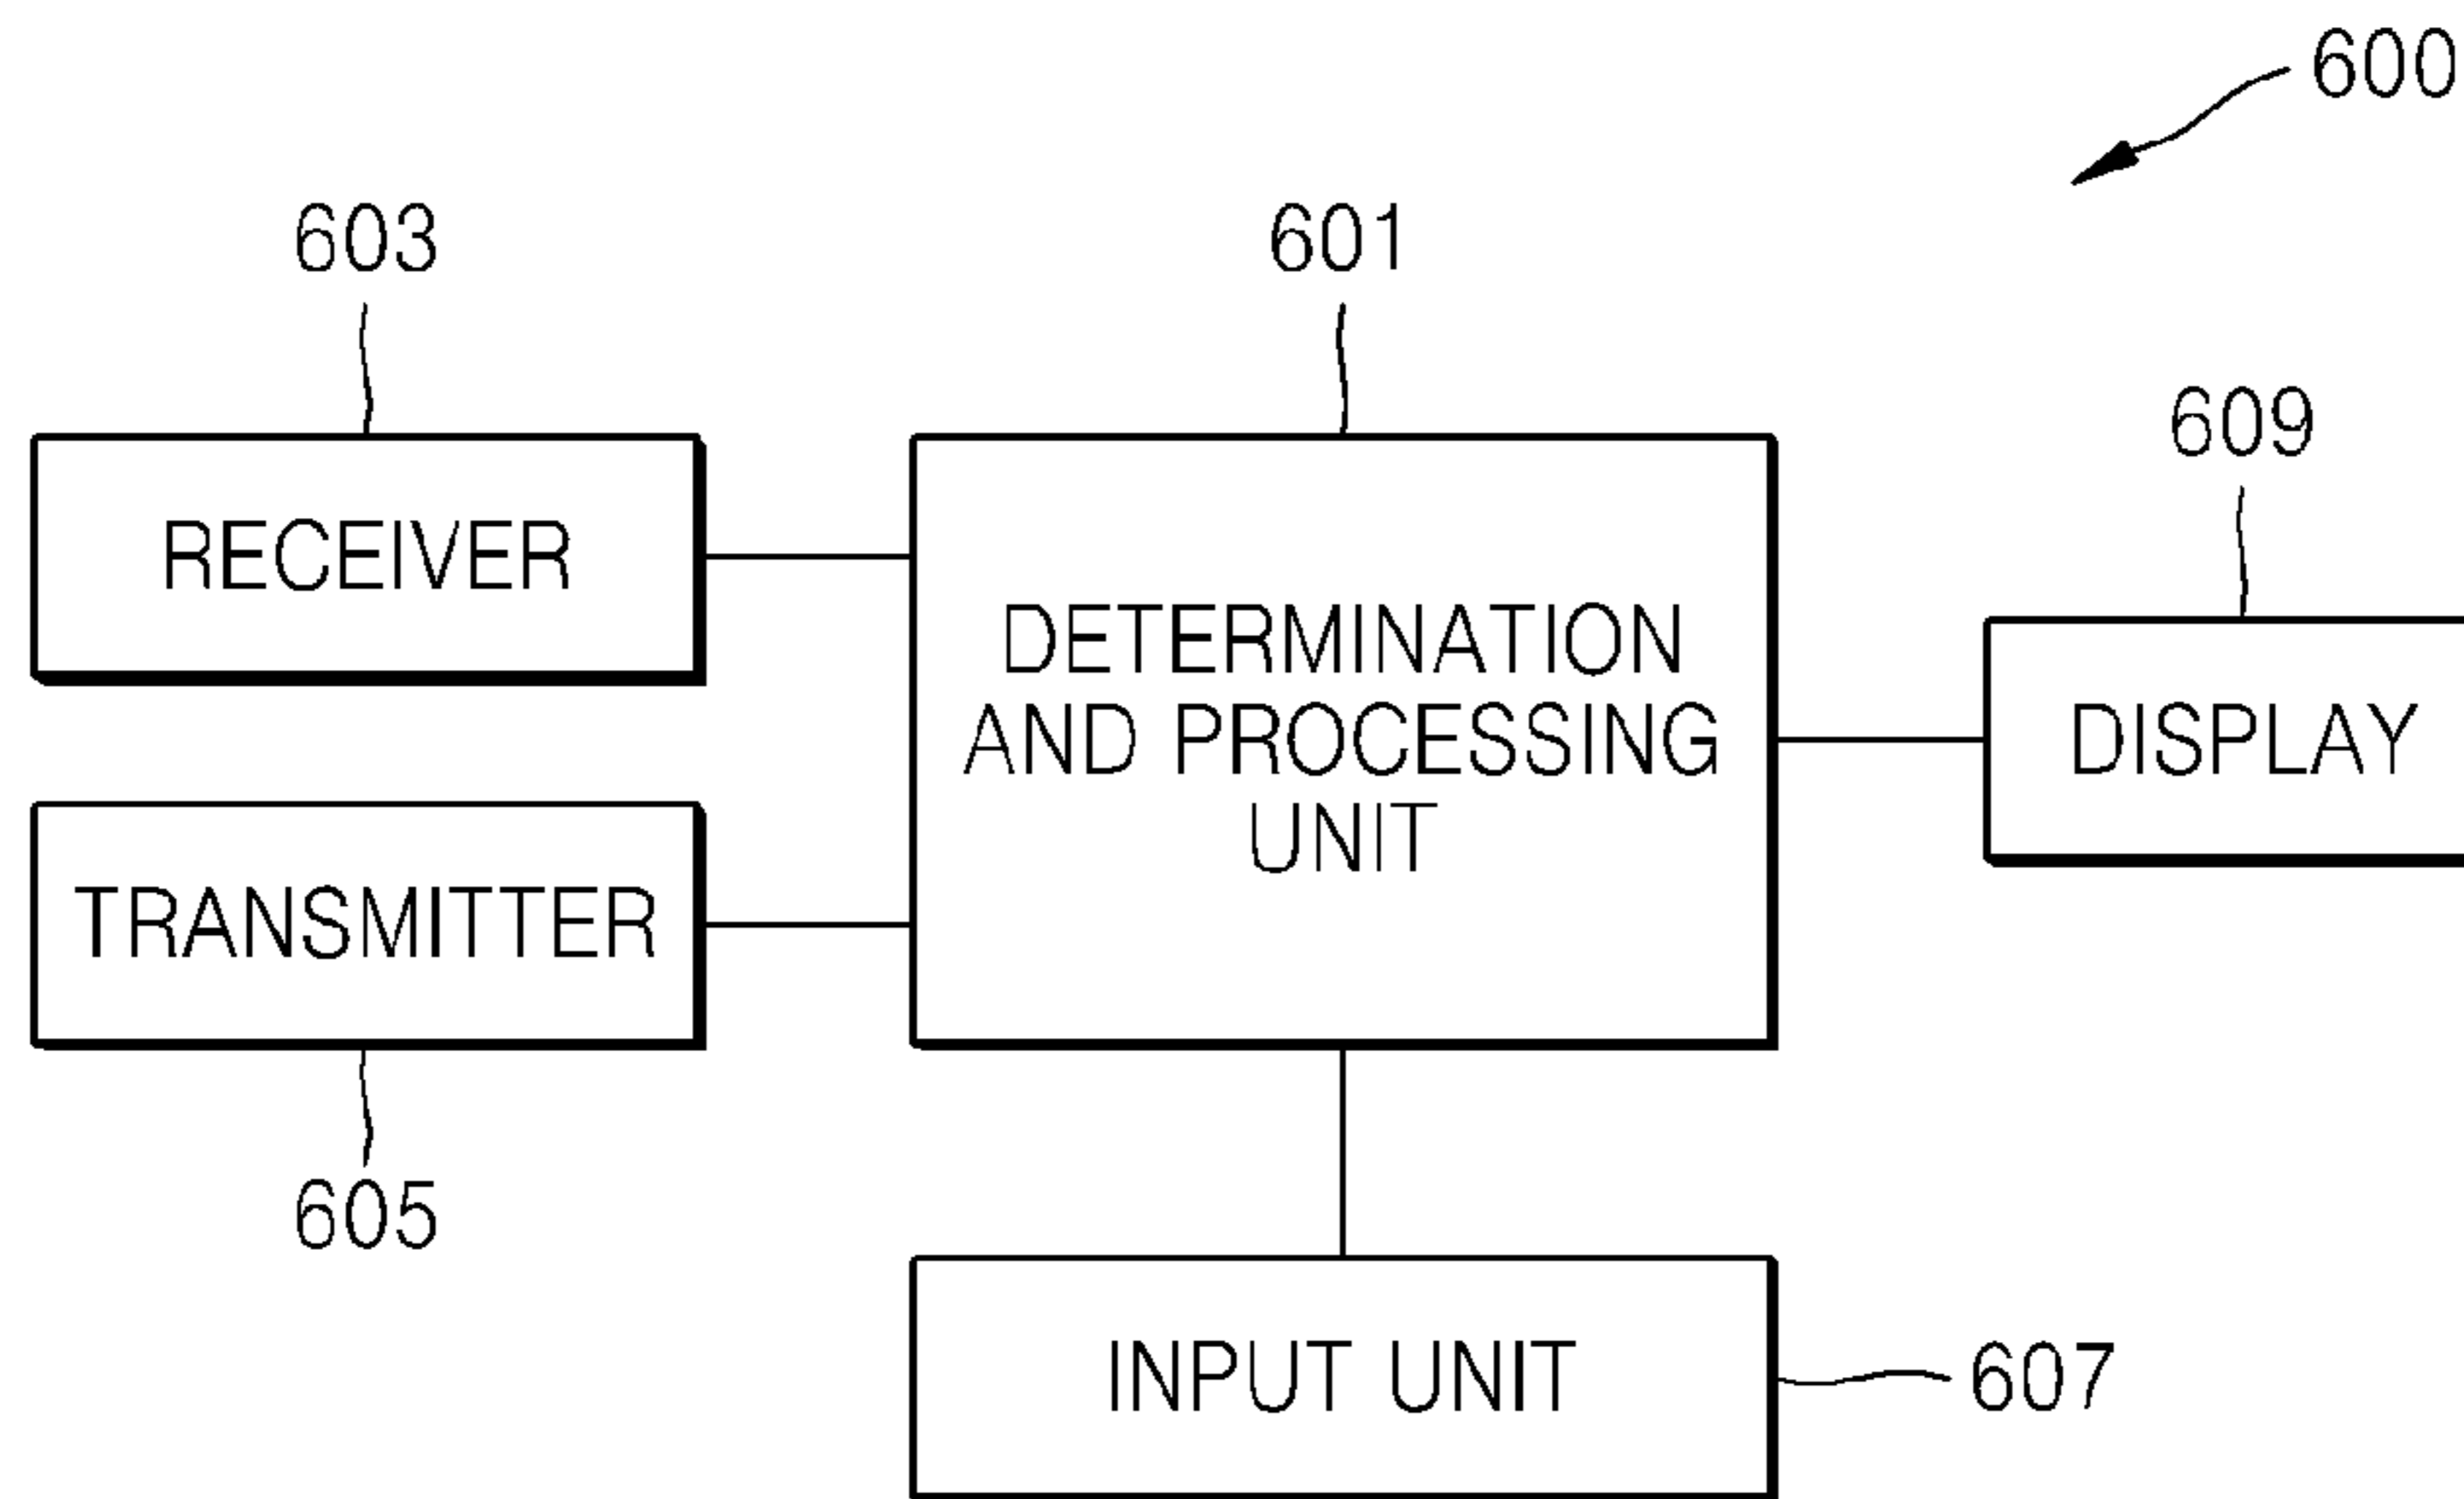 600
603
601
609
RECEIVER
DETERMINATION
AND PROCESSING
UNIT
DISPLAY
TRANSMITTER
605
INPUT UNIT
607